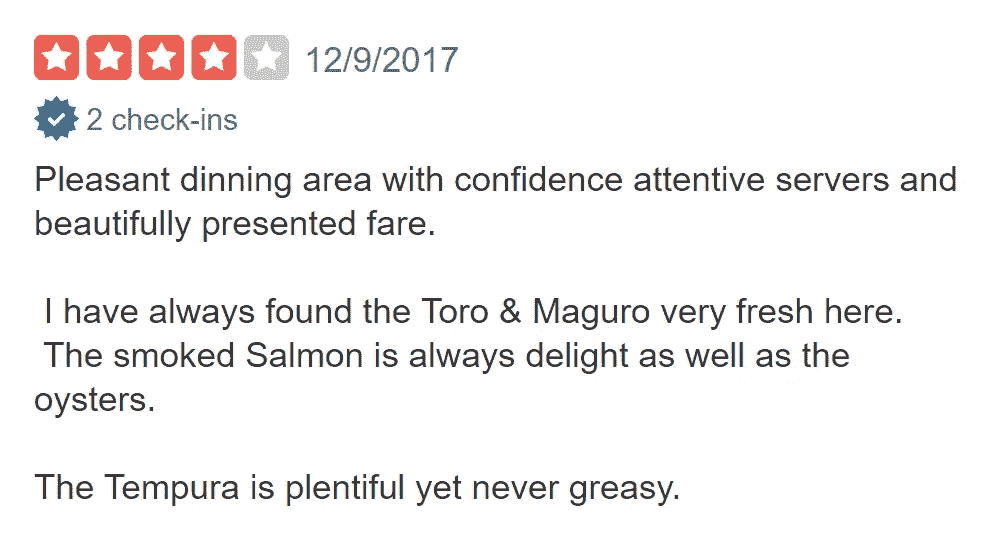 12/9/2017
2 check-ins
Pleasant dinning area with confidence attentive servers and
beautifully presented fare.
I have always found the Toro & Maguro very fresh here.
The smoked Salmon is always delight as well as the
oysters.
The Tempura is plentiful yet never greasy.